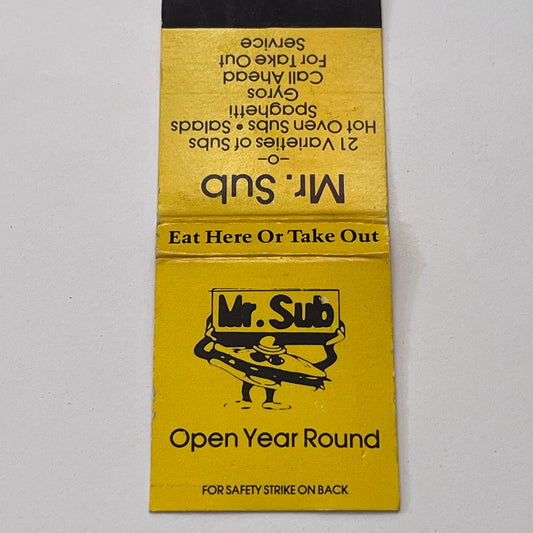 Mr. Sub
–o–
21 Varieties of Subs
Hot Oven Subs • Salads
Spaghetti
Gyros
Call Ahead
For Take Out
Service
Eat Here Or Take Out
Mr. Sub
Open Year Round
FOR SAFETY STRIKE ON BACK